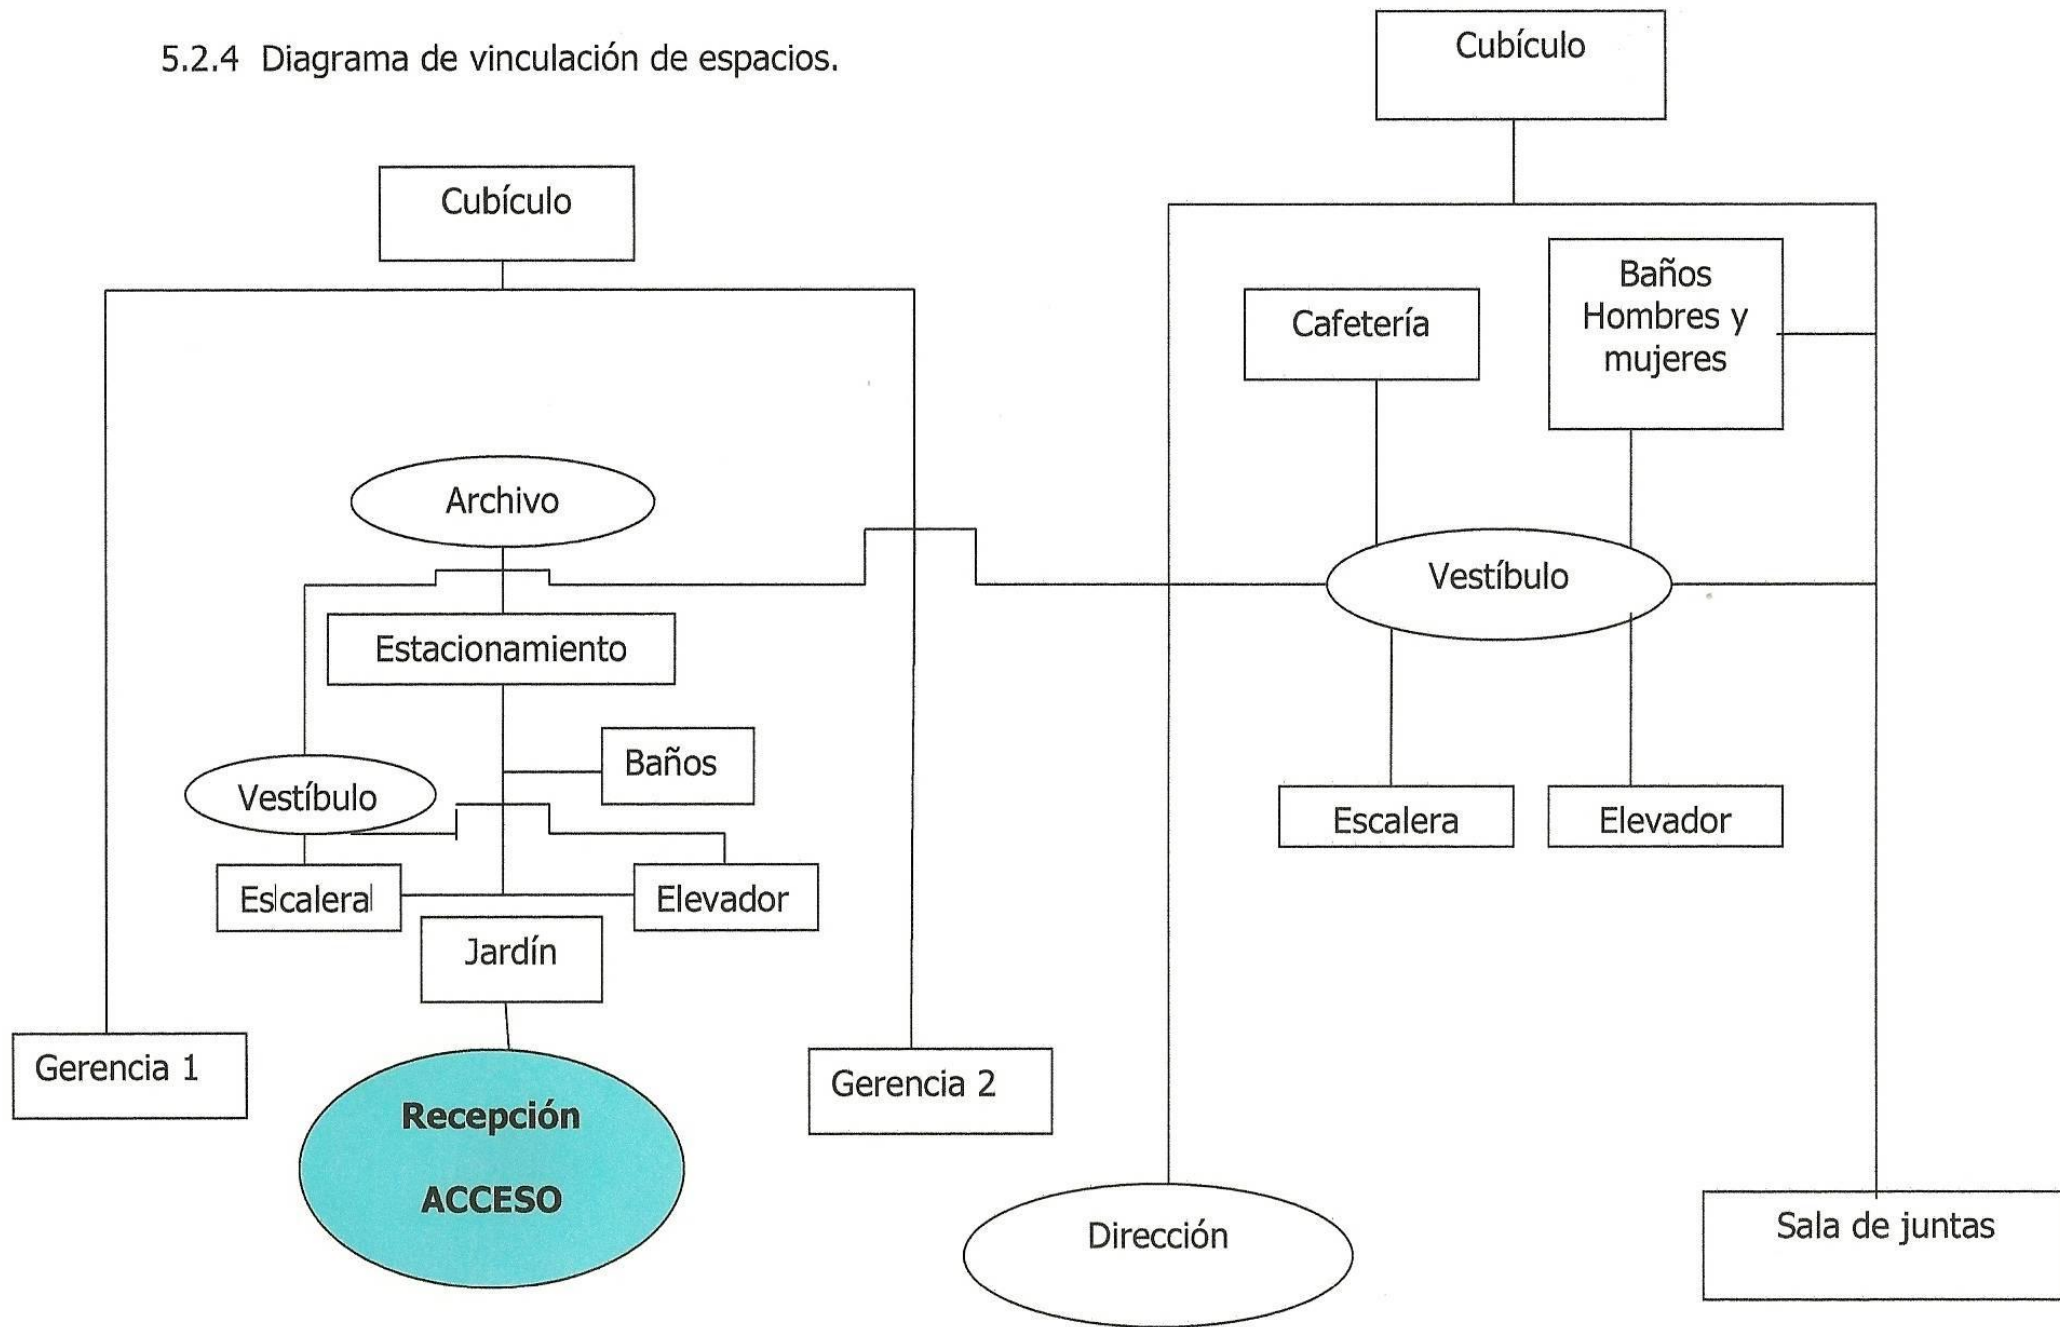 5.2.4 Diagrama de vinculación de espacios.
Cubículo
Cubículo
Baños
Hombres y
mujeres
Cafetería
Archivo
Vestíbulo
Estacionamiento
Baños
Vestíbulo
Escalera
Elevador
Escalera
Elevador
Jardín
Gerencia 1
Gerencia 2
Recepción
ACCESO
Dirección
Sala de juntas